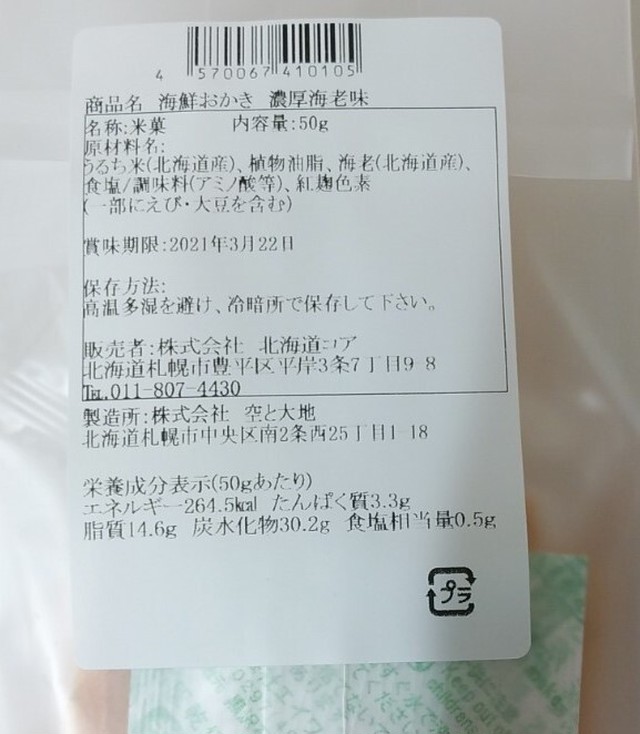 4 570067 410105
商品名 海鮮おかき 濃厚海老味
名称:米菓 内容量:50g
原材料名:
うるち米(北海道産)、植物油脂、海老(北海道産)、
食塩/調味料(アミノ酸等)、紅麹色素
(一部にえび・大豆を含む)
賞味期限:2021年3月22日
保存方法:
高温多湿を避け、冷暗所で保存して下さい。
販売者:株式会社 北海道コア
北海道札幌市豊平区平岸3条7丁目9-8
℡.011-807-4430
製造所:株式会社 空と大地
北海道札幌市中央区南2条西25丁目1-18
栄養成分表示(50gあたり)
エネルギー264.5kcal たんぱく質3.3g
脂質14.6g 炭水化物30.2g 食塩相当量0.5g
プラ
Keep out of